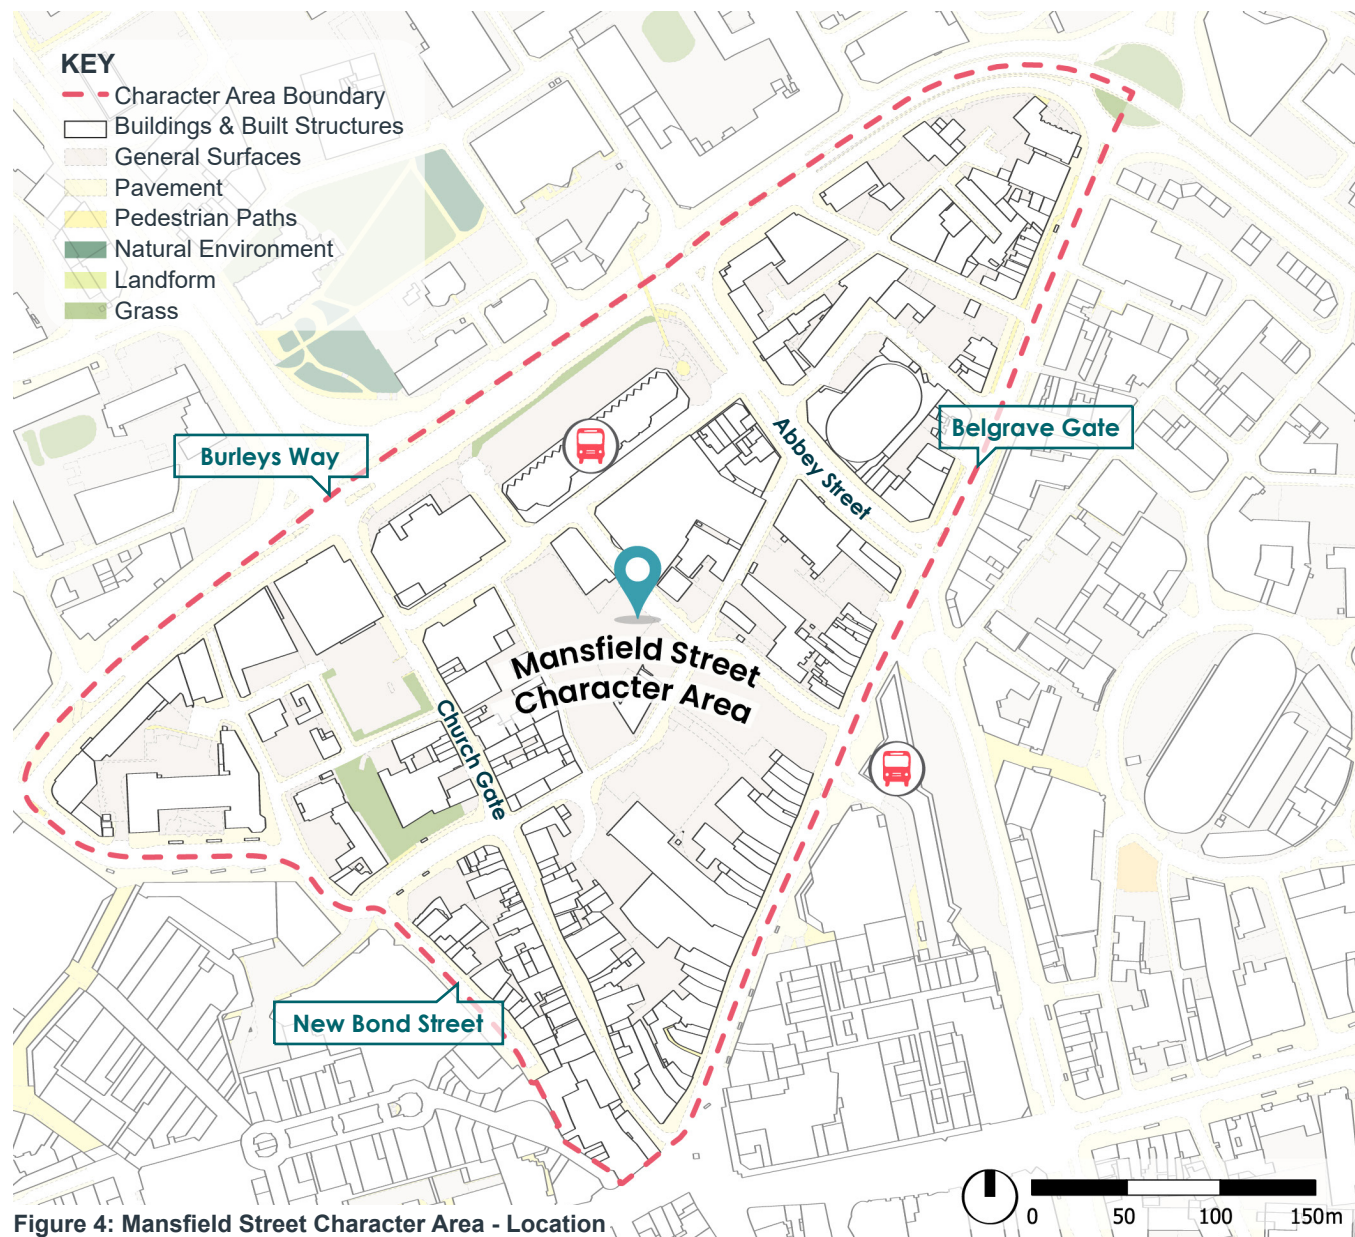 KEY
Character Area Boundary
Buildings & Built Structures
General Surfaces
Pavement
Pedestrian Paths
Natural Environment
Landform
Grass
Burleys Way
Belgrave Gate
Abbey Street
Mansfield Street
Character Area
Church Gate
New Bond Street
0 50 100 150m
Figure 4: Mansfield Street Character Area - Location